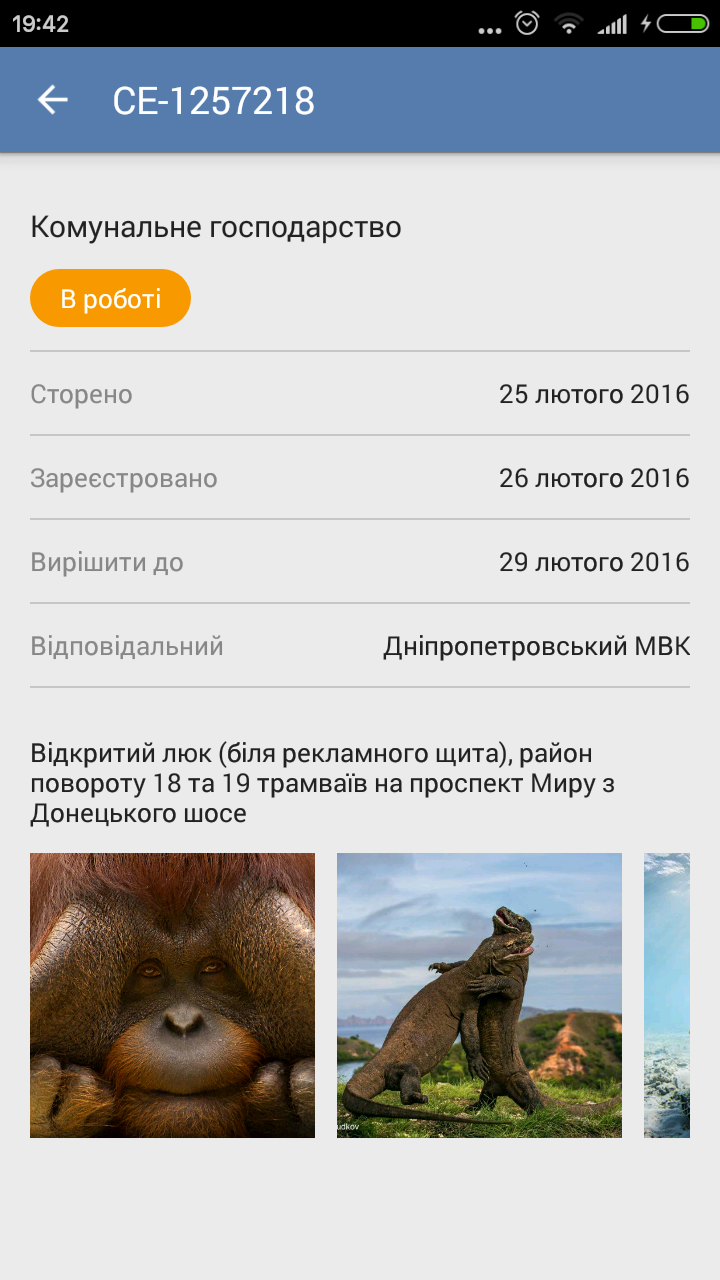 19:42
СЕ-1257218
Комунальне господарство
В роботі
Сторено 25 лютого 2016
Зареєстровано 26 лютого 2016
Вирішити до 29 лютого 2016
Відповідальний Дніпропетровський МВК
Відкритий люк (біля рекламного щита), район
повороту 18 та 19 трамваїв на проспект Миру з
Донецького шосе
udkov